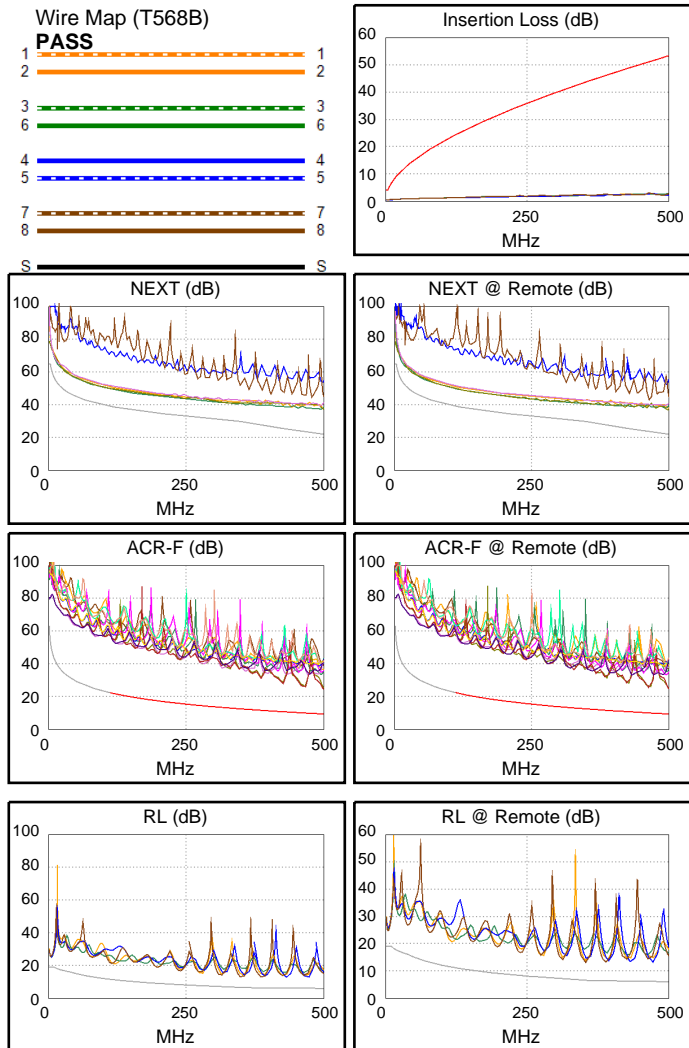 Wire Map (T568B)
PASS
1 1
2 2
3 3
6 6
4 4
5 5
7 7
8 8
S S
Insertion Loss (dB)
60
50
40
30
20
10
0
0 250 500
MHz
NEXT (dB)
100
80
60
40
20
0
0 250 500
MHz
NEXT @ Remote (dB)
100
80
60
40
20
0
0 250 500
MHz
ACR-F (dB)
100
80
60
40
20
0
0 250 500
MHz
ACR-F @ Remote (dB)
100
80
60
40
20
0
0 250 500
MHz
RL (dB)
100
80
60
40
20
0
0 250 500
MHz
RL @ Remote (dB)
60
50
40
30
20
10
0
0 250 500
MHz